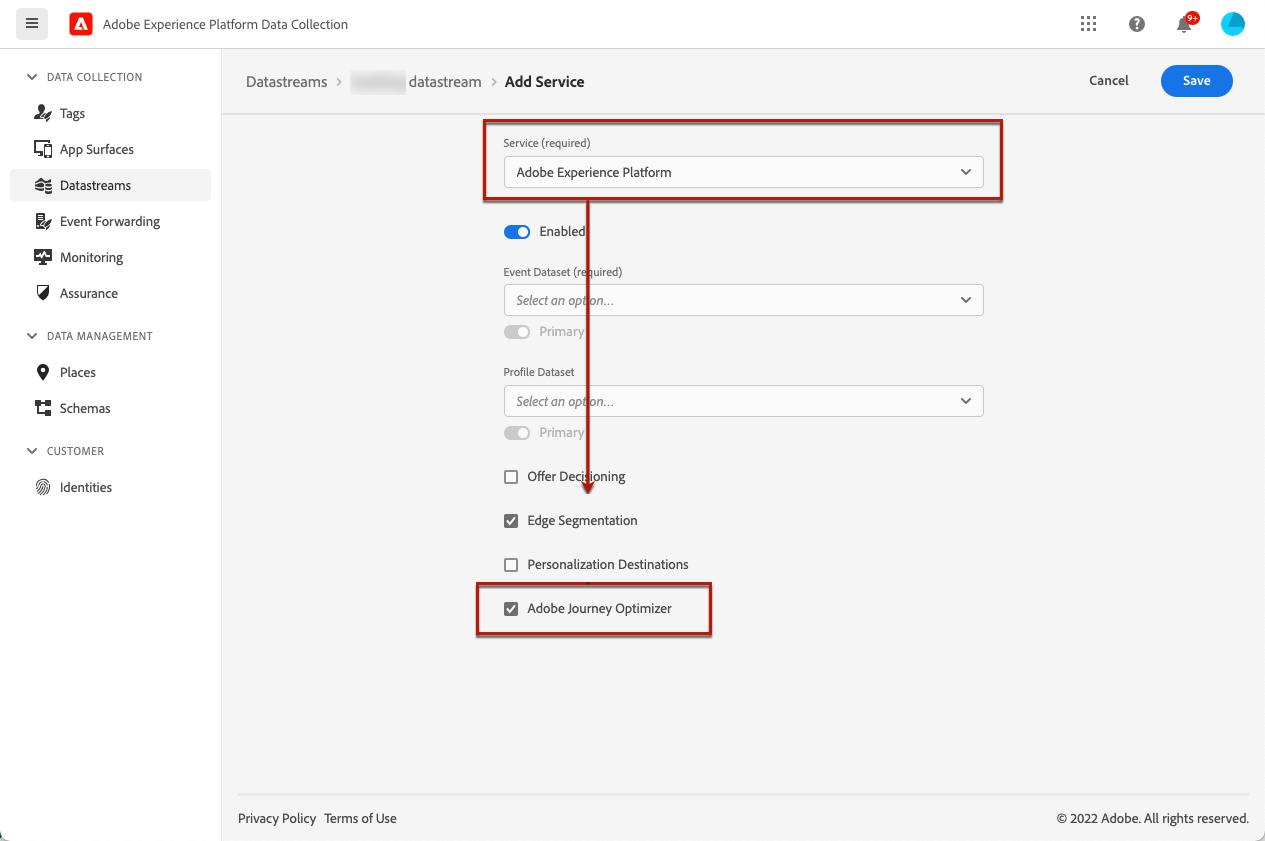 Adobe Experience Platform Data Collection
9+
DATA COLLECTION
Tags
App Surfaces
Datastreams
Event Forwarding
Monitoring
Assurance
DATA MANAGEMENT
Places
Schemas
CUSTOMER
Identities
Datastreams > datastream > Add Service
Cancel
Save
Service (required)
Adobe Experience Platform
Enabled
Event Dataset (required)
Select an option...
Primary
Profile Dataset
Select an option...
Primary
Offer Decisioning
Edge Segmentation
Personalization Destinations
Adobe Journey Optimizer
Privacy Policy Terms of Use
© 2022 Adobe. All rights reserved.